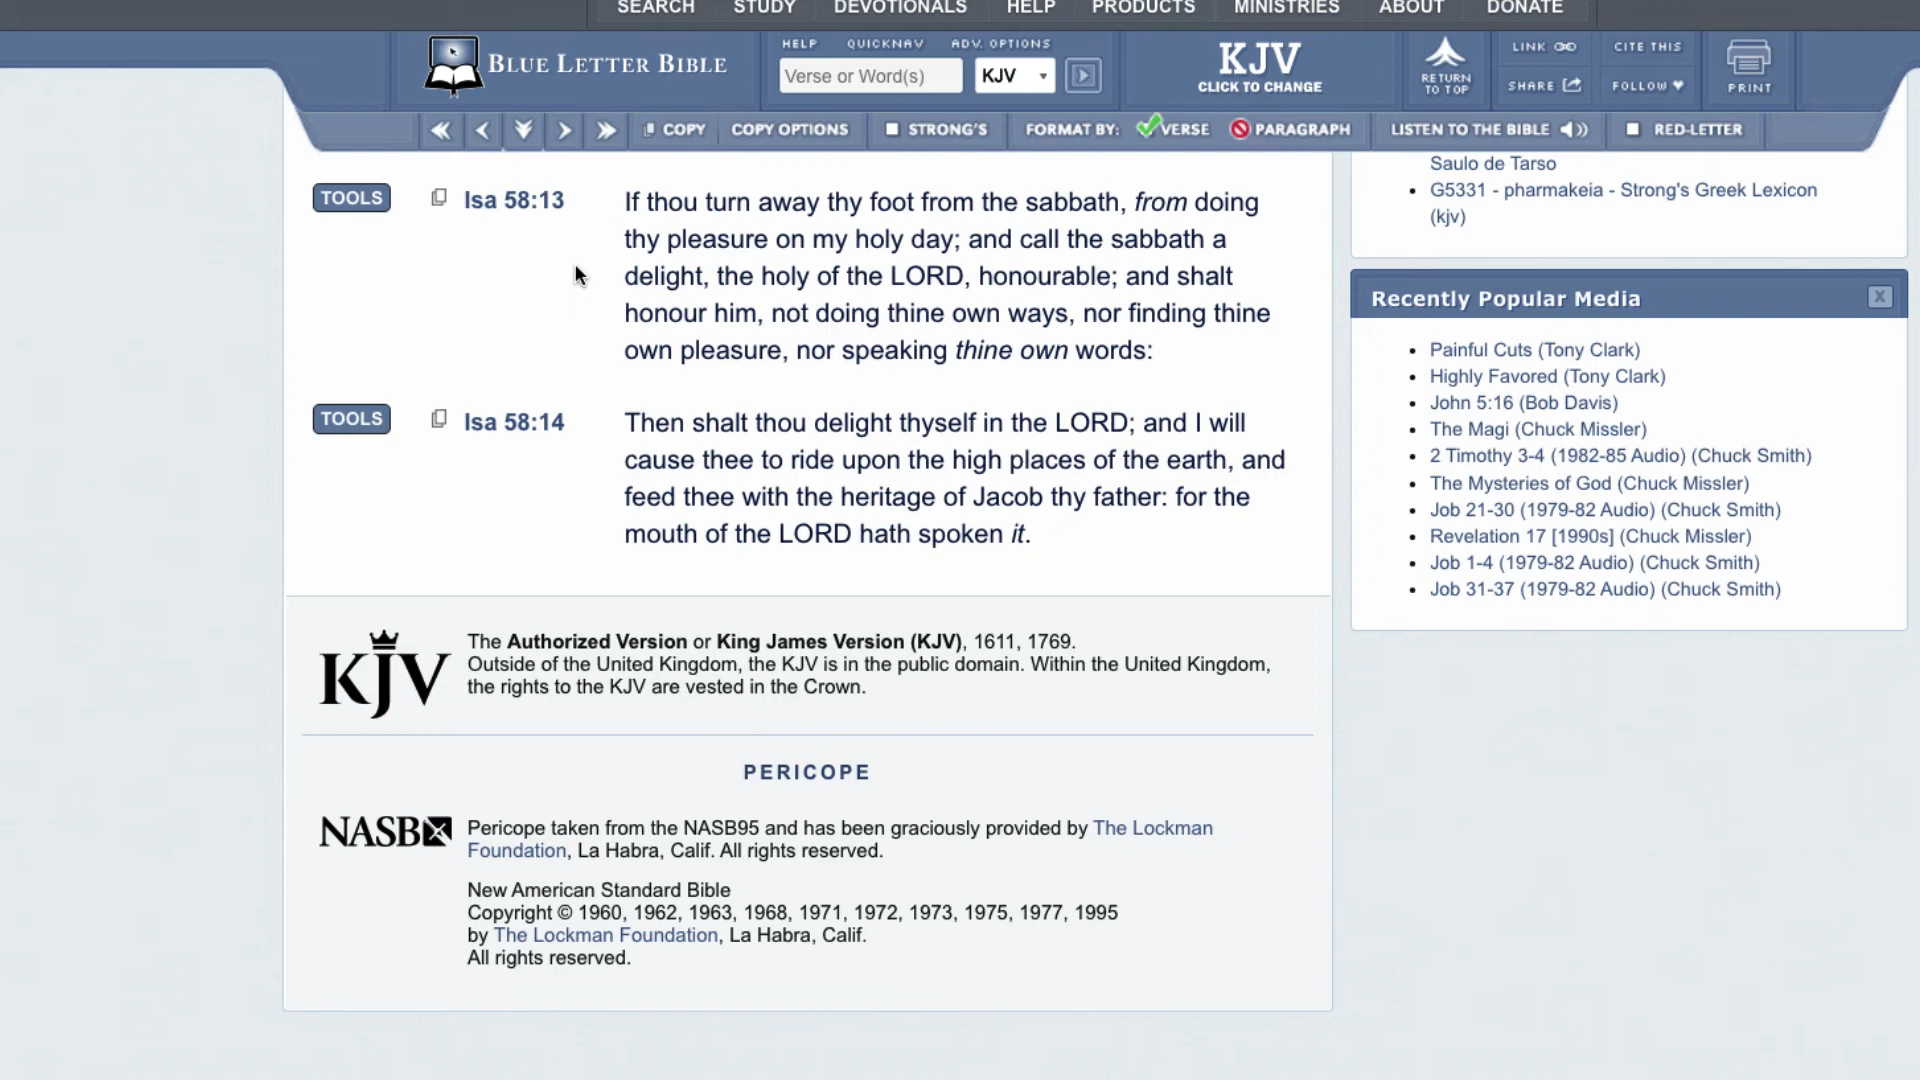 SEARCH STUDY DEVOTIONALS HELP PRODUCTS MINISTRIES ABOUT DONATE
BLUE LETTER BIBLE
HELP QUICKNAV ADV. OPTIONS
Verse or Word(s) KJV
KJV
CLICK TO CHANGE
RETURN
TO TOP
LINK
SHARE
CITE THIS
FOLLOW
PRINT
COPY COPY OPTIONS STRONG'S FORMAT BY: VERSE PARAGRAPH LISTEN TO THE BIBLE RED-LETTER
TOOLS Isa 58:13
If thou turn away thy foot from the sabbath, from doing
thy pleasure on my holy day; and call the sabbath a
delight, the holy of the LORD, honourable; and shalt
honour him, not doing thine own ways, nor finding thine
own pleasure, nor speaking thine own words:
TOOLS Isa 58:14
Then shalt thou delight thyself in the LORD; and I will
cause thee to ride upon the high places of the earth, and
feed thee with the heritage of Jacob thy father: for the
mouth of the LORD hath spoken it.
KJV
The Authorized Version or King James Version (KJV), 1611, 1769.
Outside of the United Kingdom, the KJV is in the public domain. Within the United Kingdom,
the rights to the KJV are vested in the Crown.
PERICOPE
NASB
Pericope taken from the NASB95 and has been graciously provided by The Lockman
Foundation, La Habra, Calif. All rights reserved.
New American Standard Bible
Copyright © 1960, 1962, 1963, 1968, 1971, 1972, 1973, 1975, 1977, 1995
by The Lockman Foundation, La Habra, Calif.
All rights reserved.
Saulo de Tarso
G5331 - pharmakeia - Strong's Greek Lexicon
(kjv)
Recently Popular Media
X
Painful Cuts (Tony Clark)
Highly Favored (Tony Clark)
John 5:16 (Bob Davis)
The Magi (Chuck Missler)
2 Timothy 3-4 (1982-85 Audio) (Chuck Smith)
The Mysteries of God (Chuck Missler)
Job 21-30 (1979-82 Audio) (Chuck Smith)
Revelation 17 [1990s] (Chuck Missler)
Job 1-4 (1979-82 Audio) (Chuck Smith)
Job 31-37 (1979-82 Audio) (Chuck Smith)